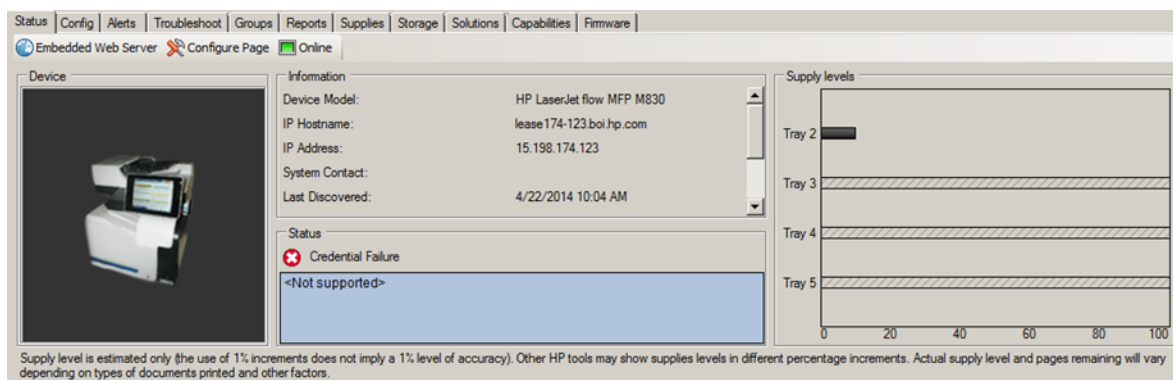 Status Config Alerts Troubleshoot Groups Reports Supplies Storage Solutions Capabilities Firmware
Embedded Web Server Configure Page Online
Device
Information
Device Model: HP LaserJet flow MFP M830
IP Hostname: lease174-123.boi.hp.com
IP Address: 15.198.174.123
System Contact:
Last Discovered: 4/22/2014 10:04 AM
Status
Credential Failure
<Not supported>
Supply levels
Tray 2
Tray 3
Tray 4
Tray 5
0 20 40 60 80 100
Supply level is estimated only (the use of 1% increments does not imply a 1% level of accuracy). Other HP tools may show supplies levels in different percentage increments. Actual supply level and pages remaining will vary
depending on types of documents printed and other factors.